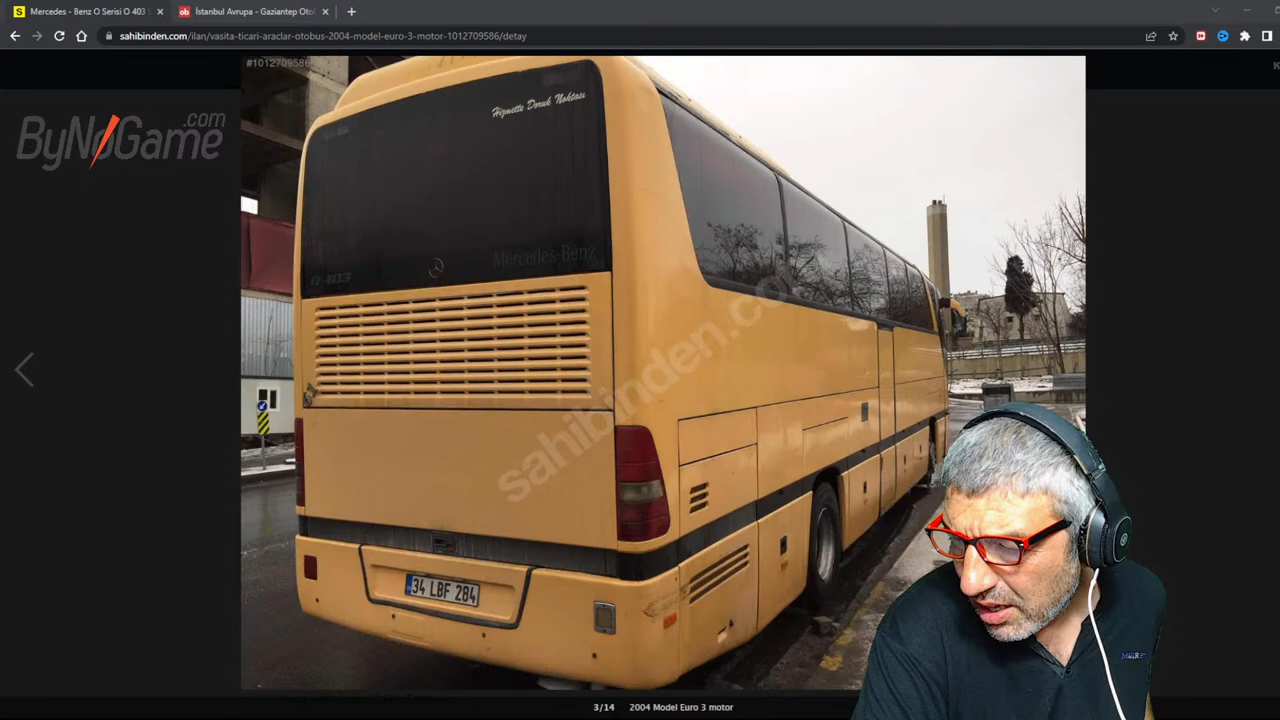 Mercedes - Benz O Serisi O 403
İstanbul Avrupa - Gaziantep Oto
sahibinden.com/ilan/vasita-ticari-araclar-otobus-2004-model-euro-3-motor-1012709586/detay
#1012709586
ByNoGame.com
Hizmette Doruk Noktası
Mercedes-Benz
O 403
sahibinden.com
34 LBF 284
3/14 2004 Model Euro 3 motor